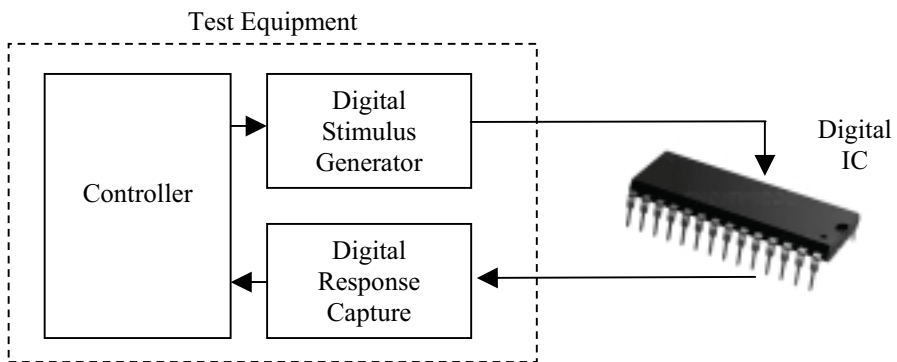 Test Equipment
Digital
Stimulus
Generator
Digital
IC
Controller
Digital
Response
Capture